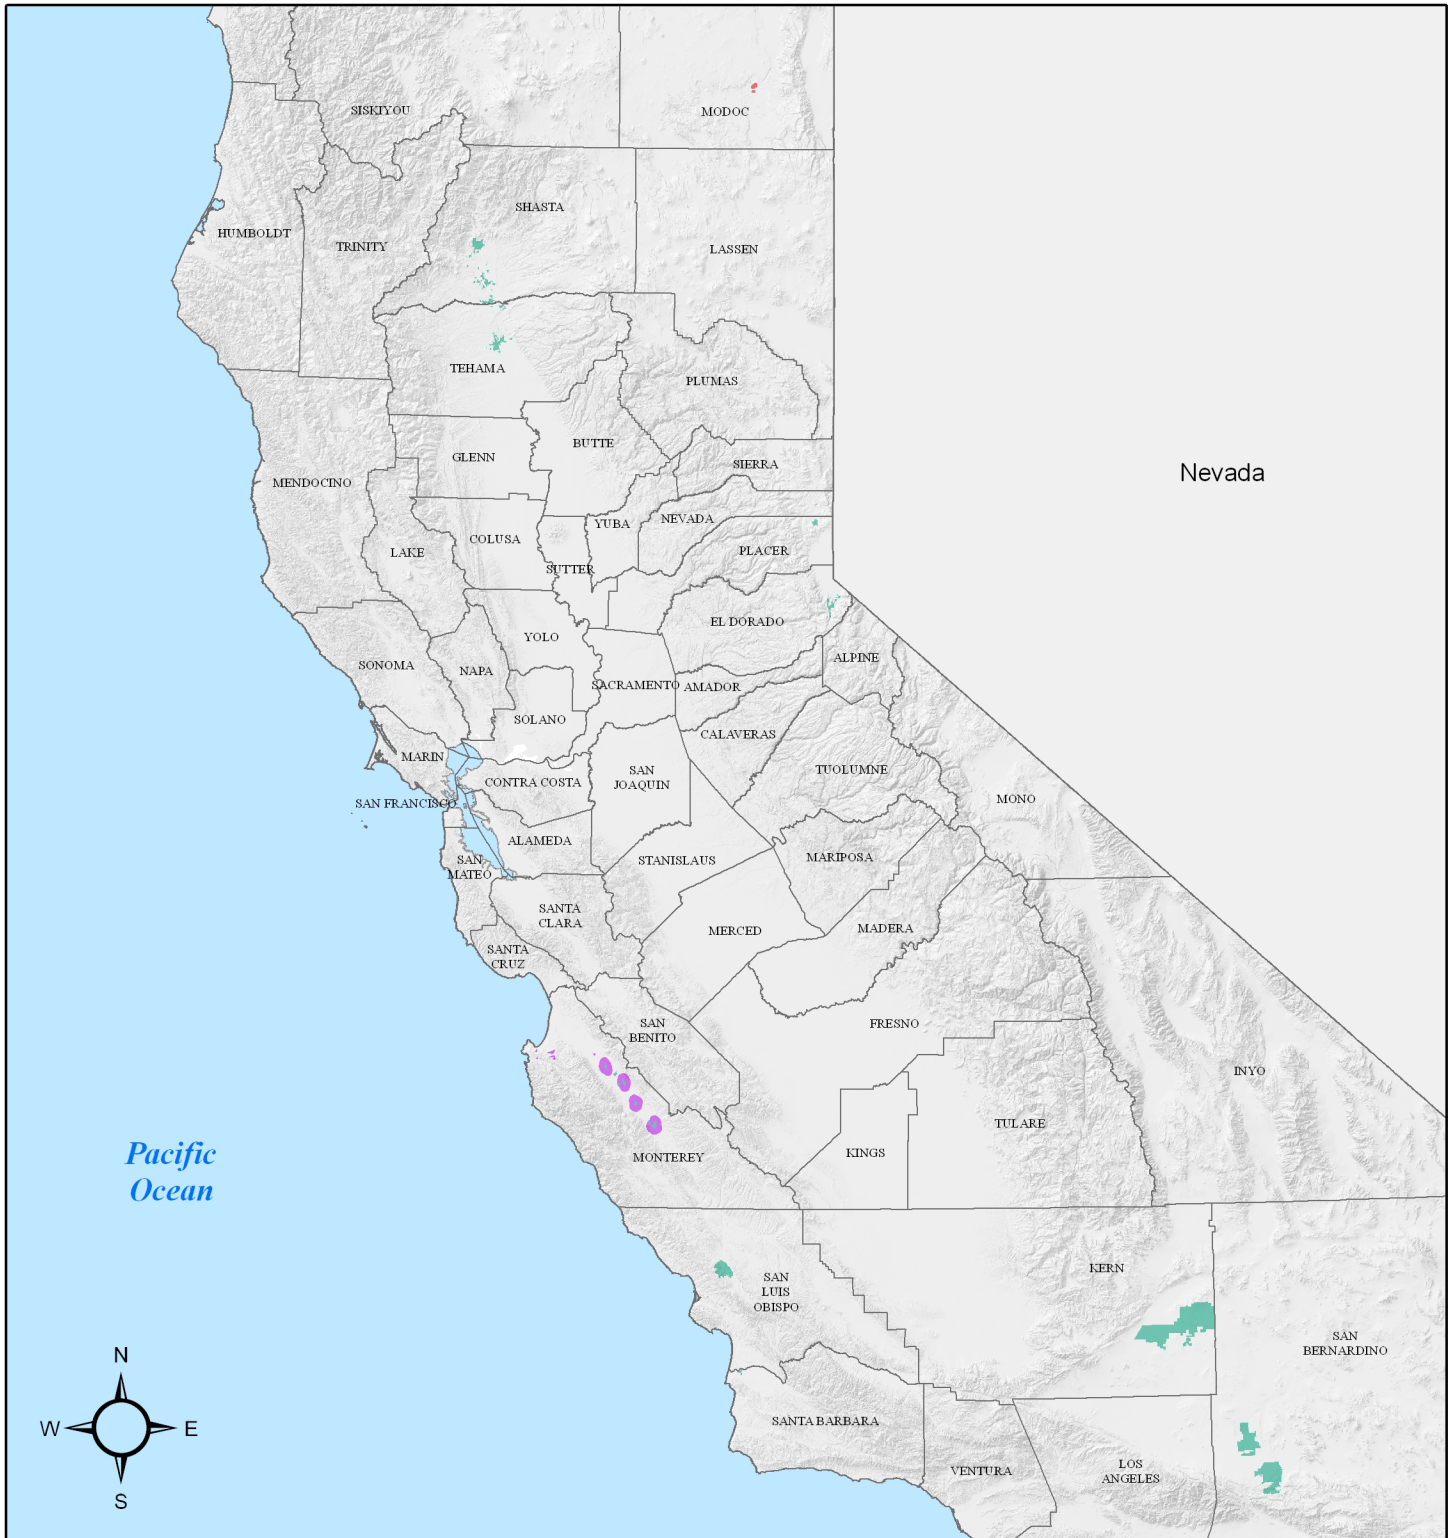 SISKIYOU
MODOC
SHASTA
HUMBOLDT
TRINITY
LASSEN
TEHAMA
PLUMAS
BUTTE
GLENN
SIERRA
Nevada
MENDOCINO
NEVADA
YUBA
COLUSA
LAKE
PLACER
SUTTER
EL DORADO
YOLO
ALPINE
SONOMA
NAPA
SACRAMENTO
AMADOR
SOLANO
CALAVERAS
MARIN
TUOLUMNE
SAN
JOAQUIN
CONTRA COSTA
MONO
SAN FRANCISCO
ALAMEDA
MARIPOSA
STANISLAUS
SAN
MATEO
SANTA
CLARA
MADERA
MERCED
SANTA
CRUZ
FRESNO
SAN
BENITO
INYO
TULARE
KINGS
MONTEREY
Pacific
Ocean
KERN
SAN
LUIS
OBISPO
SAN
BERNARDINO
N
SANTA BARBARA
W
E
VENTURA
LOS
ANGELES
S